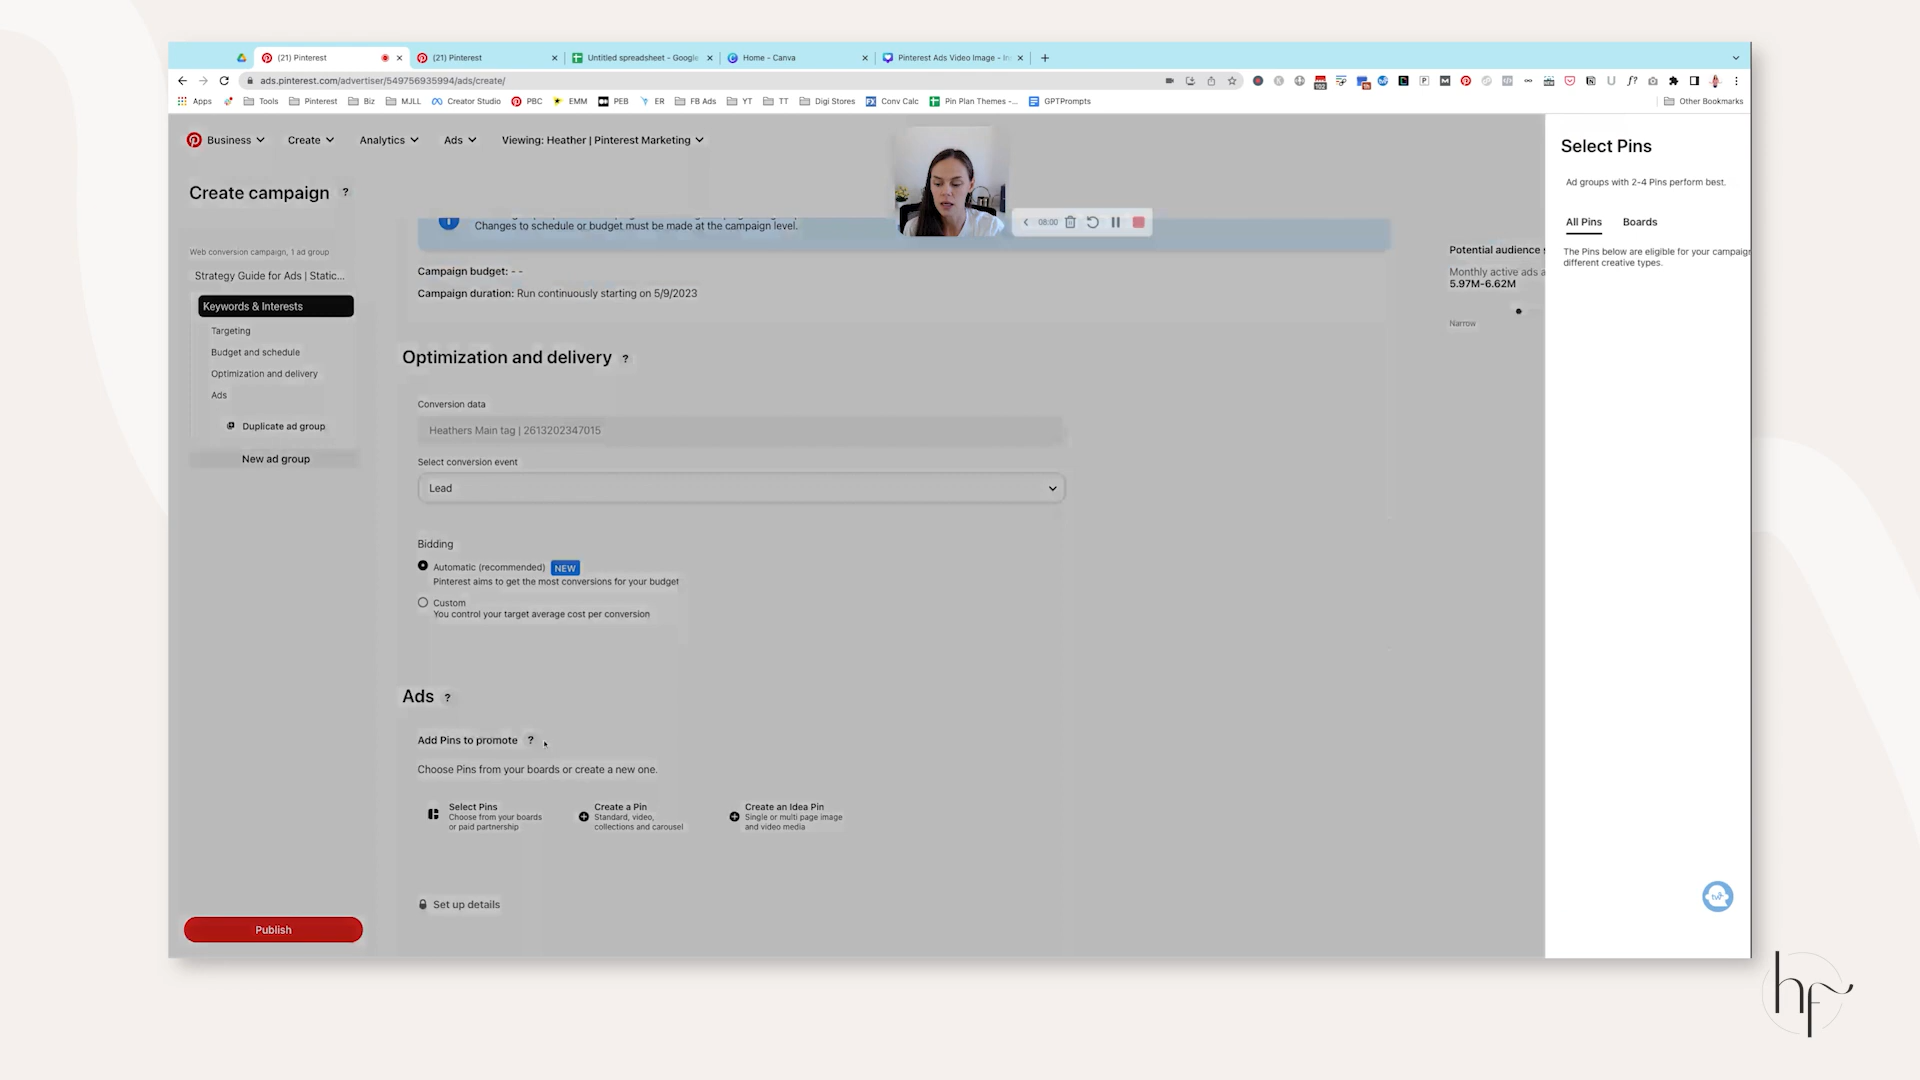 (21) Pinterest
(21) Pinterest
Untitled spreadsheet - Google
Home - Canva
Pinterest Ads Video Image - In
ads.pinterest.com/advertiser/549756935994/ads/create/
Apps
Tools
Pinterest
Biz
MJLL
Creator Studio
PBC
EMM
PEB
ER
FB Ads
YT
TT
Digi Stores
Conv Calc
Pin Plan Themes -...
GPTPrompts
Other Bookmarks
Business
Create
Analytics
Ads
Viewing: Heather | Pinterest Marketing
Create campaign ?
Web conversion campaign, 1 ad group
Strategy Guide for Ads | Static...
Keywords & Interests
Targeting
Budget and schedule
Optimization and delivery
Ads
Duplicate ad group
New ad group
Publish
Changes to schedule or budget must be made at the campaign level.
08:00
Campaign budget: - -
Campaign duration: Run continuously starting on 5/9/2023
Optimization and delivery ?
Conversion data
Heathers Main tag | 2613202347015
Select conversion event
Lead
Bidding
Automatic (recommended) NEW
Pinterest aims to get the most conversions for your budget
Custom
You control your target average cost per conversion
Ads ?
Add Pins to promote ?
Choose Pins from your boards or create a new one.
Select Pins
Choose from your boards
or paid partnership
Create a Pin
Standard, video,
collections and carousel
Create an Idea Pin
Single or multi page image
and video media
Set up details
Potential audience
Monthly active ads a
5.97M-6.62M
Narrow
Select Pins
Ad groups with 2-4 Pins perform best.
All Pins
Boards
The Pins below are eligible for your campaign
different creative types.
hf